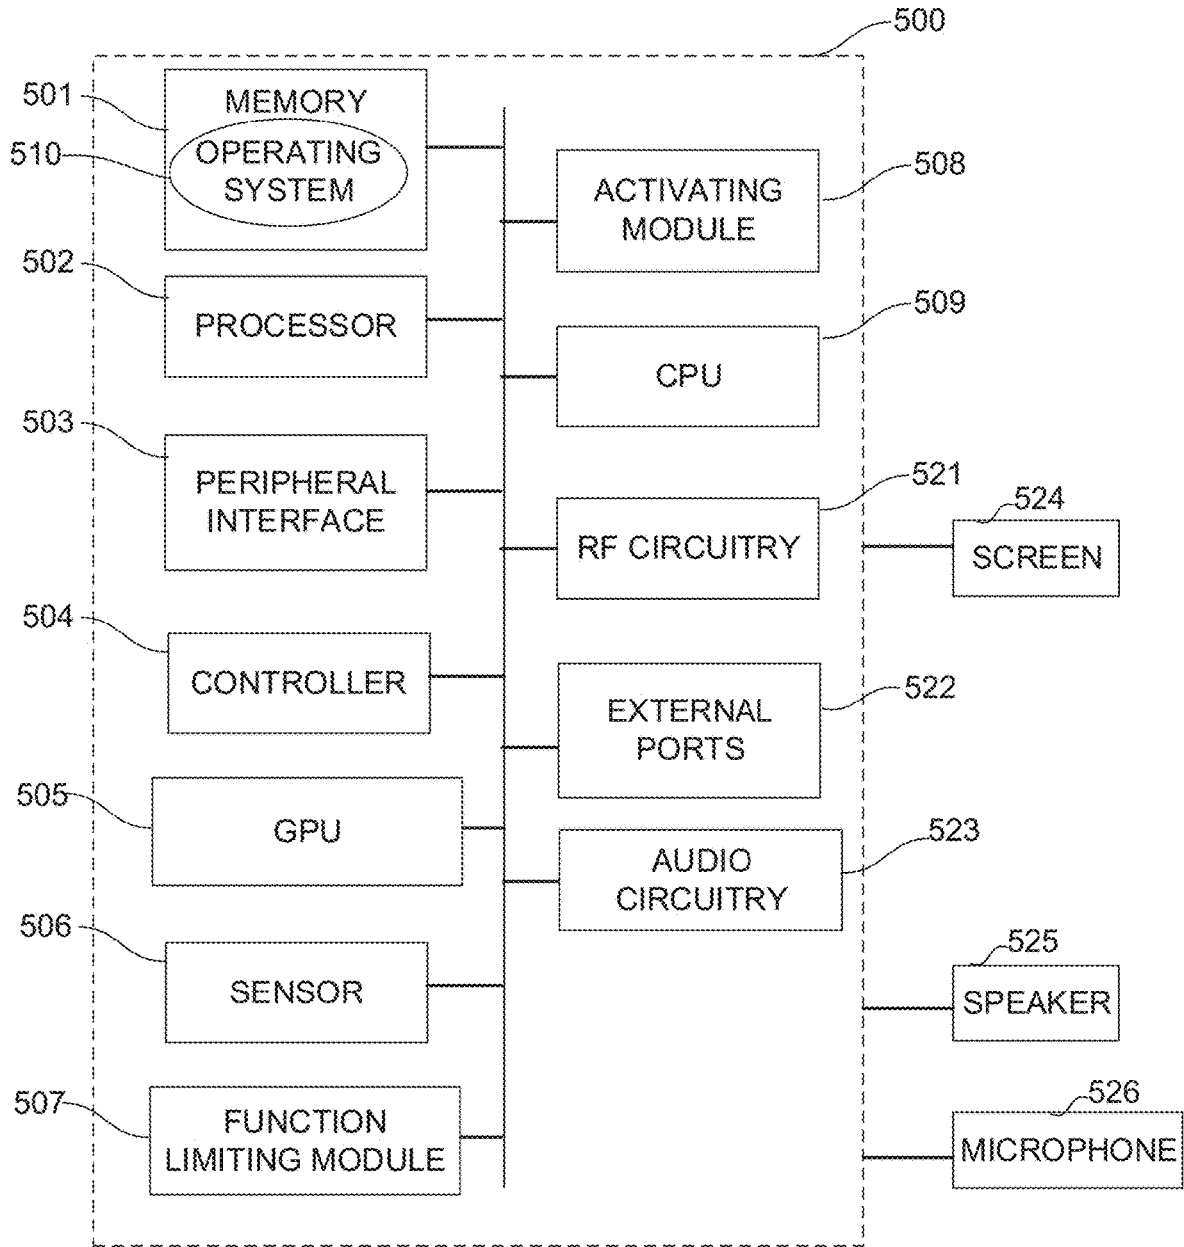 500
501
MEMORY
510
OPERATING
SYSTEM
508
ACTIVATING
MODULE
502
PROCESSOR
509
CPU
503
PERIPHERAL
INTERFACE
521
RF CIRCUITRY
524
SCREEN
504
CONTROLLER
522
EXTERNAL
PORTS
505
GPU
523
AUDIO
CIRCUITRY
506
SENSOR
525
SPEAKER
507
FUNCTION
LIMITING MODULE
526
MICROPHONE